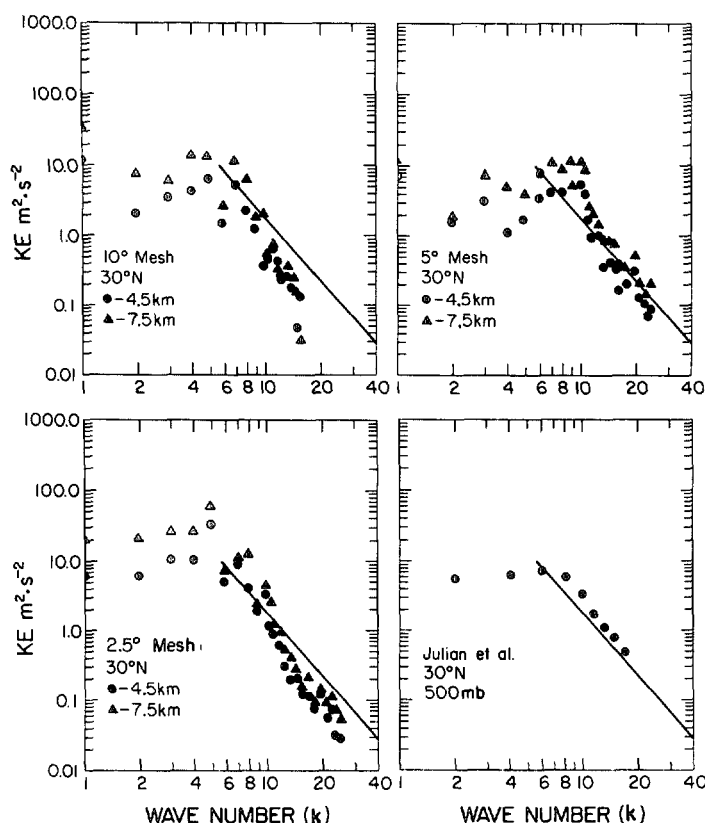 1000.0
100.0
10.0
1.0
0.1
0.01
KE m²·s⁻²
10° Mesh
30°N
●-4.5km
▲-7.5km
1 2 4 6 8 10 20 40
5° Mesh
30°N
⊙-4.5km
△-7.5km
1 2 4 6 8 10 20 40
1000.0
100.0
10.0
1.0
0.1
0.01
KE m²·s⁻²
2.5° Mesh
30°N
●-4.5km
▲-7.5km
1 2 4 6 8 10 20 40
WAVE NUMBER (k)
Julian et al.
30°N
500mb
1 2 4 6 8 10 20 40
WAVE NUMBER (k)